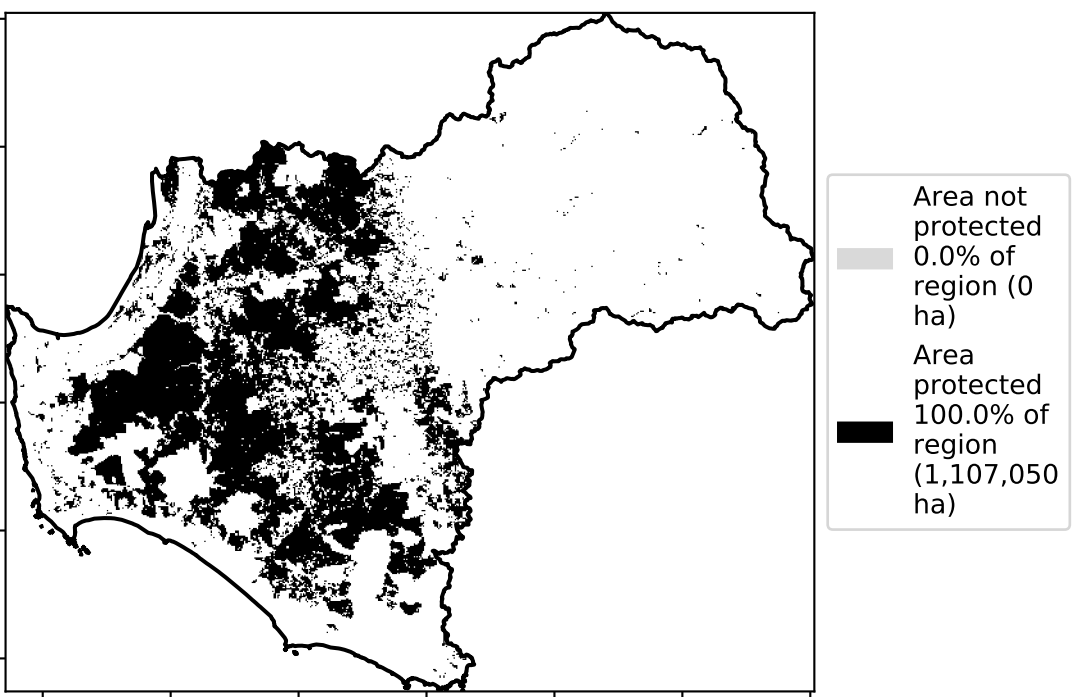 Area not
protected
0.0% of
region (0
ha)
Area
protected
100.0% of
region
(1,107,050
ha)